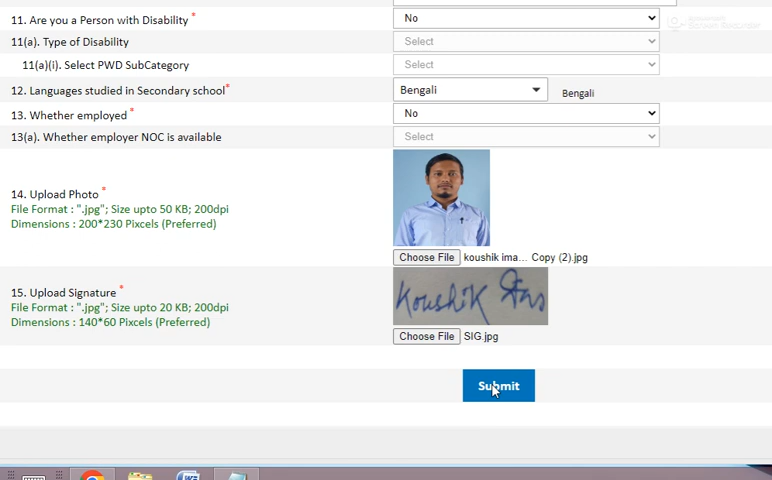 11. Are you a Person with Disability * No
11(a). Type of Disability Select
11(a)(i). Select PWD SubCategory Select
12. Languages studied in Secondary school* Bengali Bengali
13. Whether employed * No
13(a). Whether employer NOC is available Select
14. Upload Photo *
File Format : ".jpg"; Size upto 50 KB; 200dpi
Dimensions : 200*230 Pixcels (Preferred)
Choose File koushik ima... Copy (2).jpg
15. Upload Signature *
File Format : ".jpg"; Size upto 20 KB; 200dpi
Dimensions : 140*60 Pixcels (Preferred)
Koushik Das
Choose File SIG.jpg
Submit